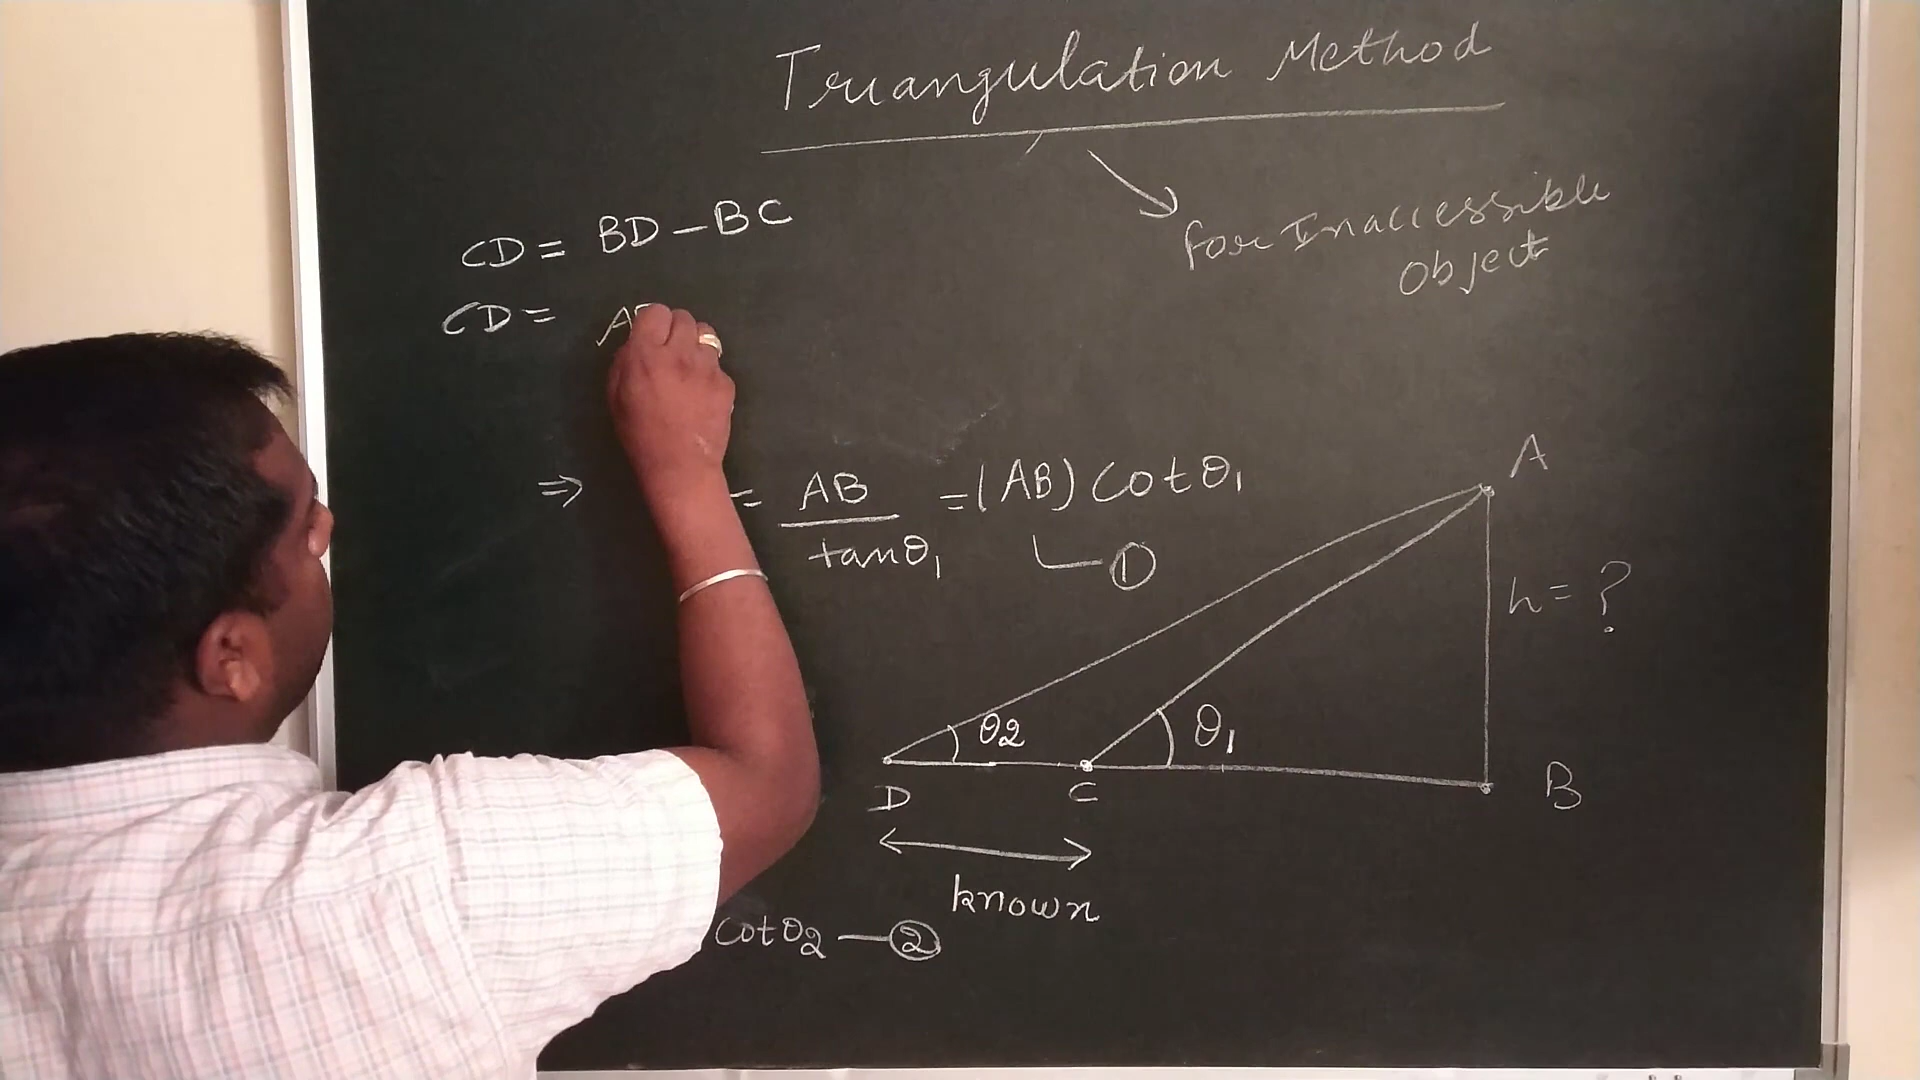 Triangulation Method
for Inaccessible
Object
CD = BD - BC
CD =
⇒ = AB / tanθ₁ = (AB) Cotθ₁
①
A
h = ?
θ2
θ₁
D
C
B
known
Cotθ₂ — ②